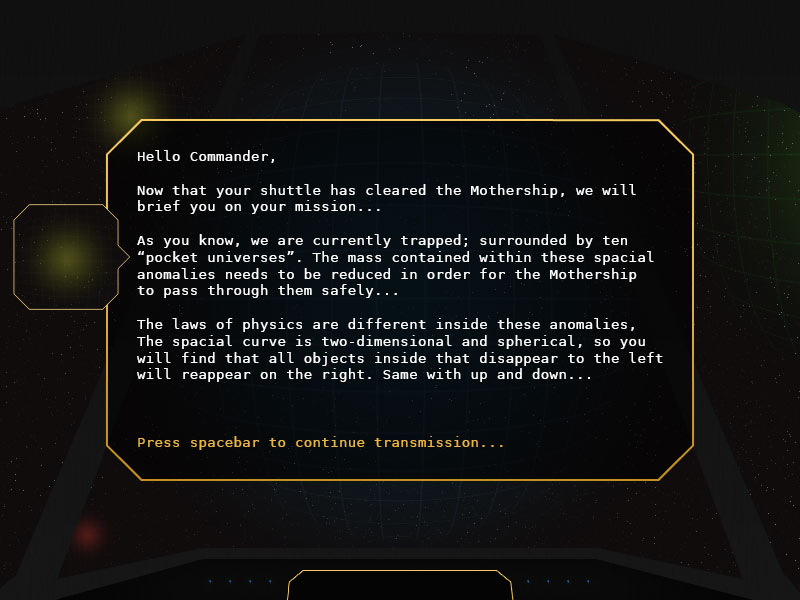 Hello Commander,
Now that your shuttle has cleared the Mothership, we will
brief you on your mission...
As you know, we are currently trapped; surrounded by ten
“pocket universes”. The mass contained within these spacial
anomalies needs to be reduced in order for the Mothership
to pass through them safely...
The laws of physics are different inside these anomalies,
The spacial curve is two-dimensional and spherical, so you
will find that all objects inside that disappear to the left
will reappear on the right. Same with up and down...
Press spacebar to continue transmission...